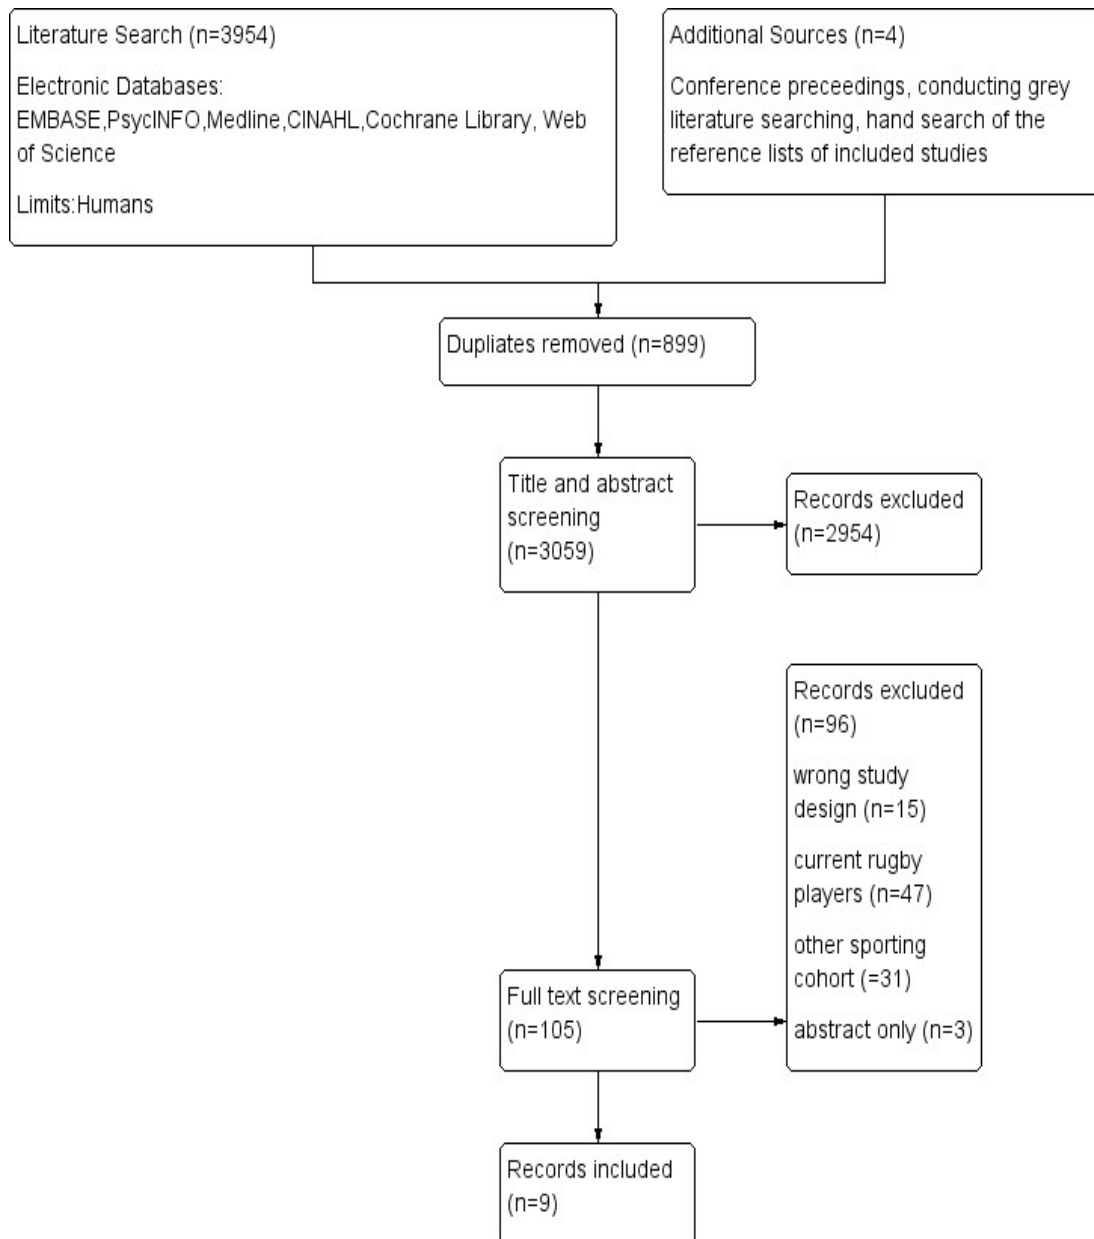 Literature Search (n=3954)
Electronic Databases:
EMBASE,PsycINFO,Medline,CINAHL,Cochrane Library, Web
of Science
Limits:Humans
Additional Sources (n=4)
Conference preceedings, conducting grey
literature searching, hand search of the
reference lists of included studies
Dupliates removed (n=899)
Title and abstract
screening
(n=3059)
Records excluded
(n=2954)
Records excluded
(n=96)
wrong study
design (n=15)
current rugby
players (n=47)
other sporting
cohort (=31)
abstract only (n=3)
Full text screening
(n=105)
Records included
(n=9)